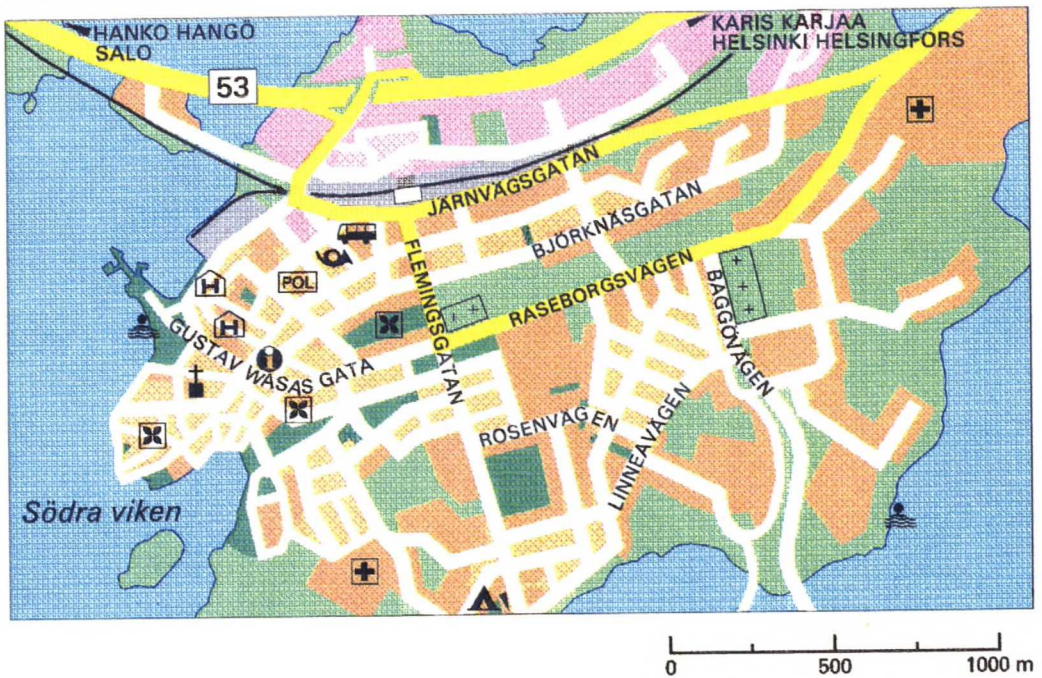 HANKO HANGÖ
SALO
KARIS KARJAA
HELSINKI HELSINGFORS
53
JÄRNVÄGSGATAN
BJÖRKNÄSGATAN
FLEMINGSGATAN
RASEBORGSVÄGEN
BAGGÖVÄGEN
POL
H
H
i
GUSTAV WASAS GATA
ROSENVÄGEN
LINNEAVÄGEN
Södra viken
0 500 1000 m